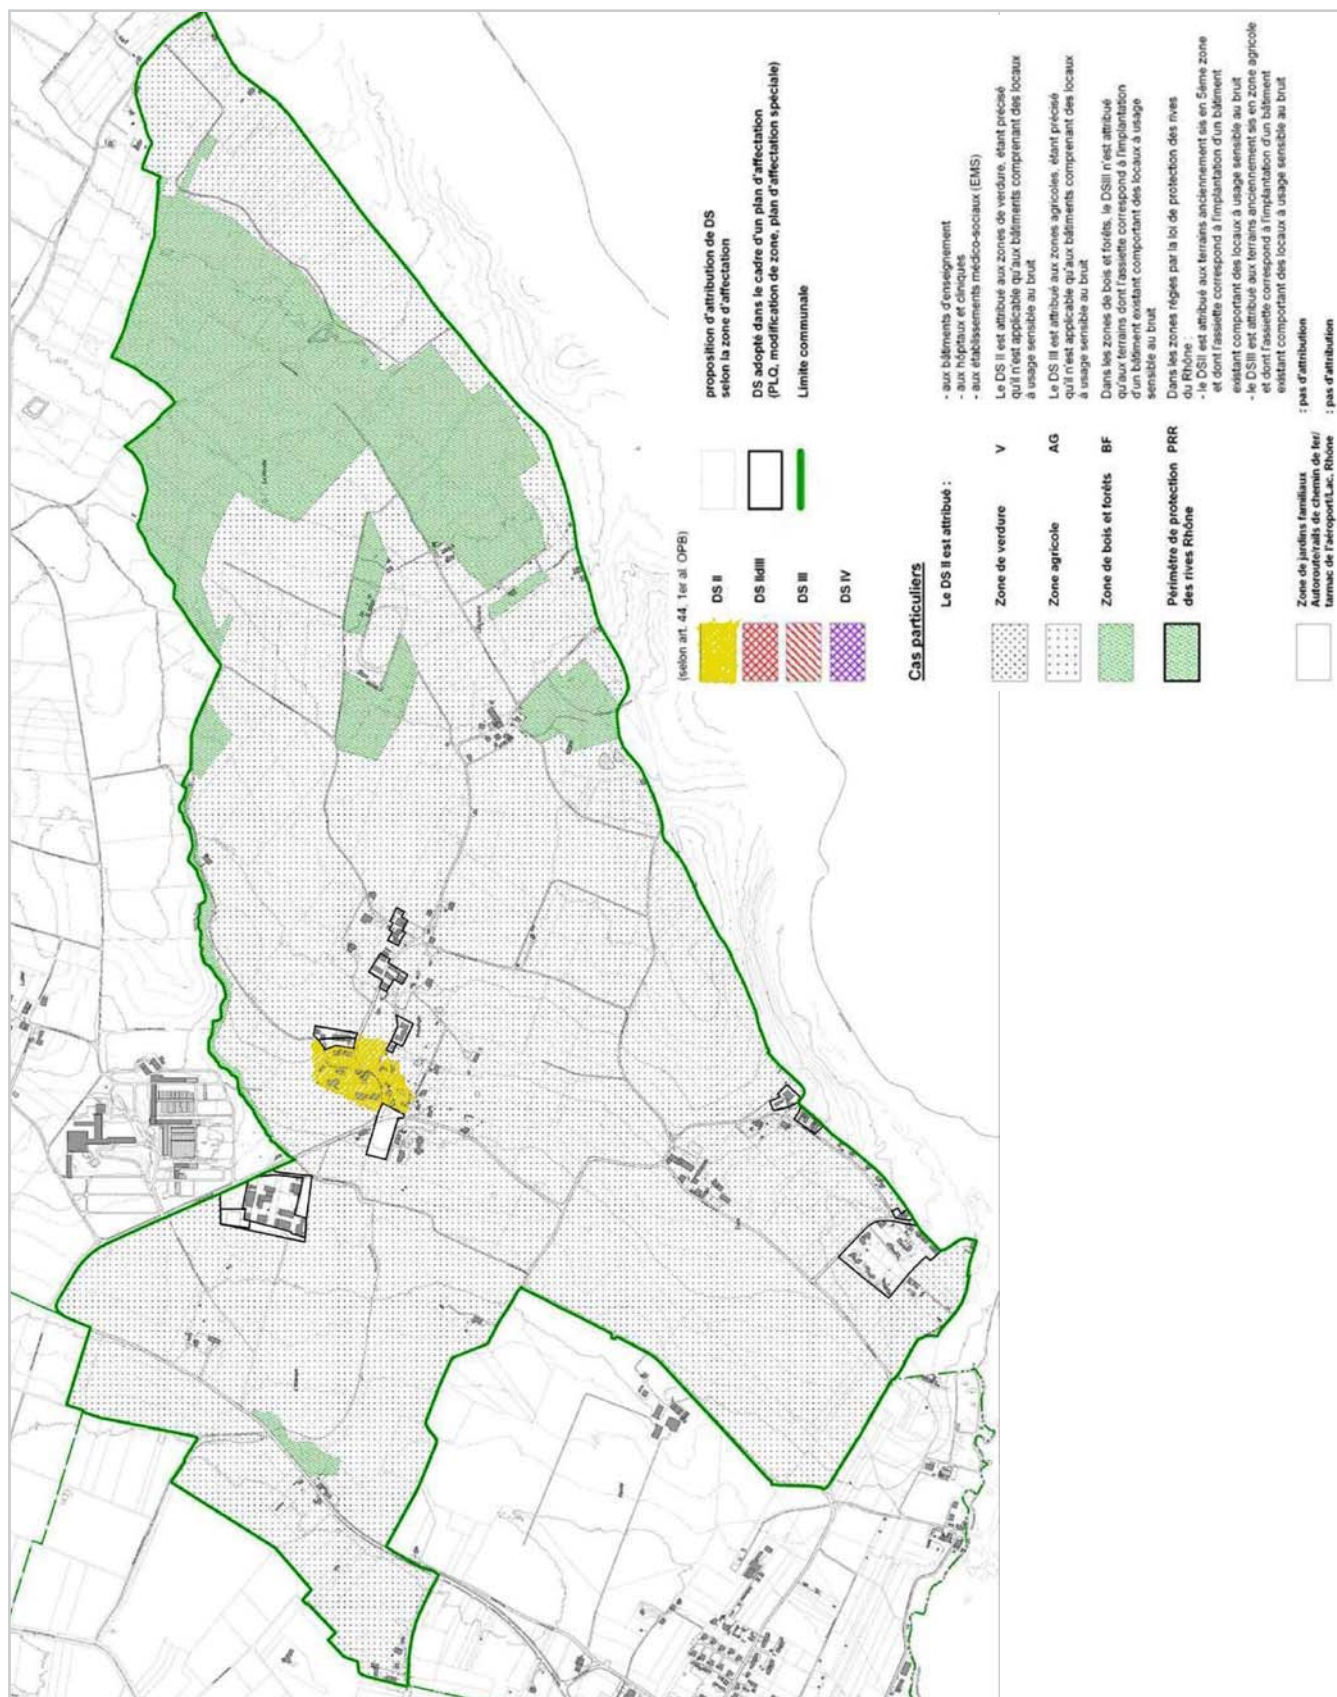 (selon art. 44, 1er al. OPB)
DS II
DS IIdIII
DS III
DS IV
proposition d'attribution de DS
selon la zone d'affectation
DS adopté dans le cadre d'un plan d'affectation
(PLQ, modification de zone, plan d'affectation spéciale)
Limite communale
Cas particuliers
Le DS II est attribué :
- aux bâtiments d'enseignement
- aux hôpitaux et cliniques
- aux établissements médico-sociaux (EMS)
Zone de verdure V
Le DS II est attribué aux zones de verdure, étant précisé
qu'il n'est applicable qu'aux bâtiments comprenant des locaux
à usage sensible au bruit
Zone agricole AG
Le DS III est attribué aux zones agricoles, étant précisé
qu'il n'est applicable qu'aux bâtiments comprenant des locaux
à usage sensible au bruit
Zone de bois et forêts BF
Dans les zones de bois et forêts, le DSIII n'est attribué
qu'aux terrains dont l'assiette correspond à l'implantation
d'un bâtiment existant comportant des locaux à usage
sensible au bruit
Périmètre de protection PRR
des rives Rhône
Dans les zones régies par la loi de protection des rives
du Rhône :
- le DSII est attribué aux terrains anciennement sis en 5ème zone
et dont l'assiette correspond à l'implantation d'un bâtiment
existant comportant des locaux à usage sensible au bruit
- le DSIII est attribué aux terrains anciennement sis en zone agricole
et dont l'assiette correspond à l'implantation d'un bâtiment
existant comportant des locaux à usage sensible au bruit
Zone de jardins familiaux : pas d'attribution
Autoroute/rails de chemin de fer/
tarmac de l'aéroport/Lac, Rhône : pas d'attribution